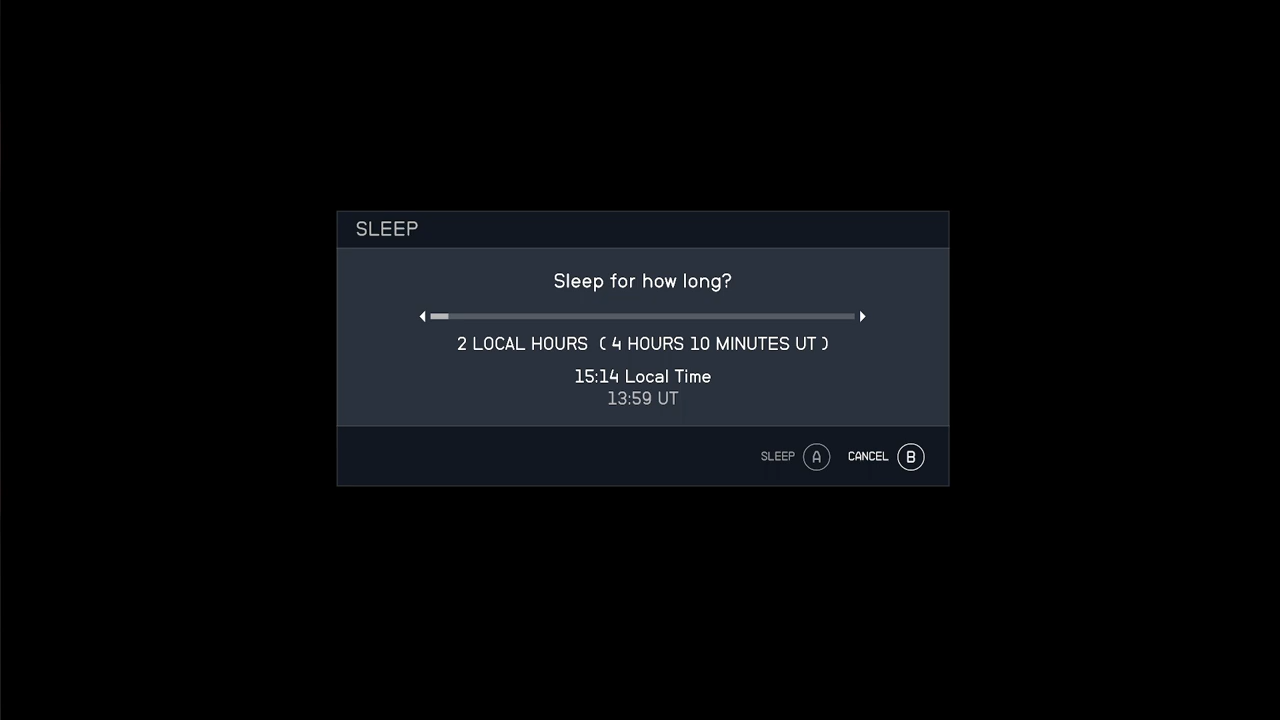 SLEEP
Sleep for how long?
2 LOCAL HOURS ( 4 HOURS 10 MINUTES UT )
15:14 Local Time
13:59 UT
SLEEP A CANCEL B